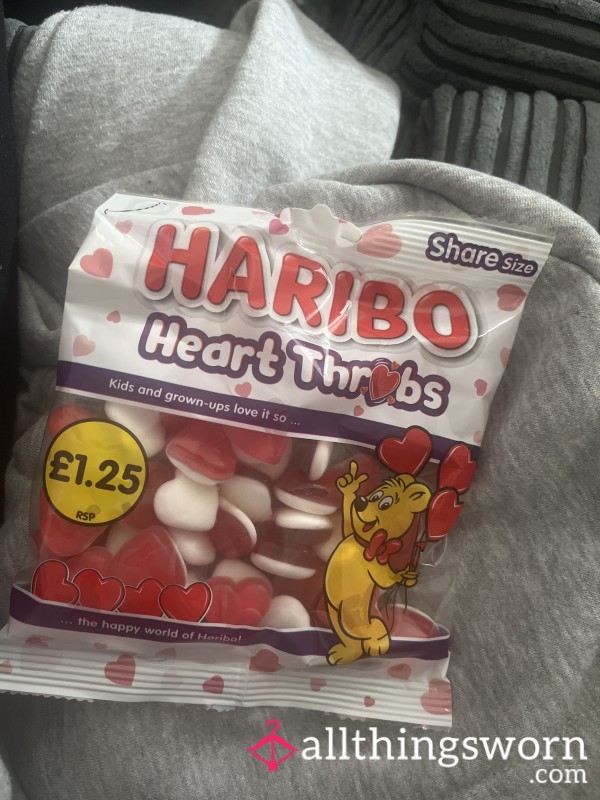 Share Size
HARIBO
Heart Throbs
Kids and grown-ups love it so ...
£1.25
RSP
... the happy world of Haribo!
allthingsworn
.com